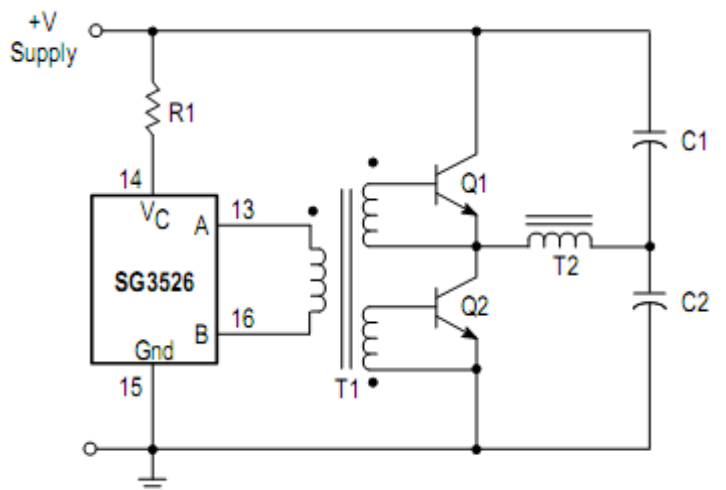 +V
Supply
R1
14
VC
A
13
SG3526
B
16
Gnd
15
T1
Q1
Q2
T2
C1
C2